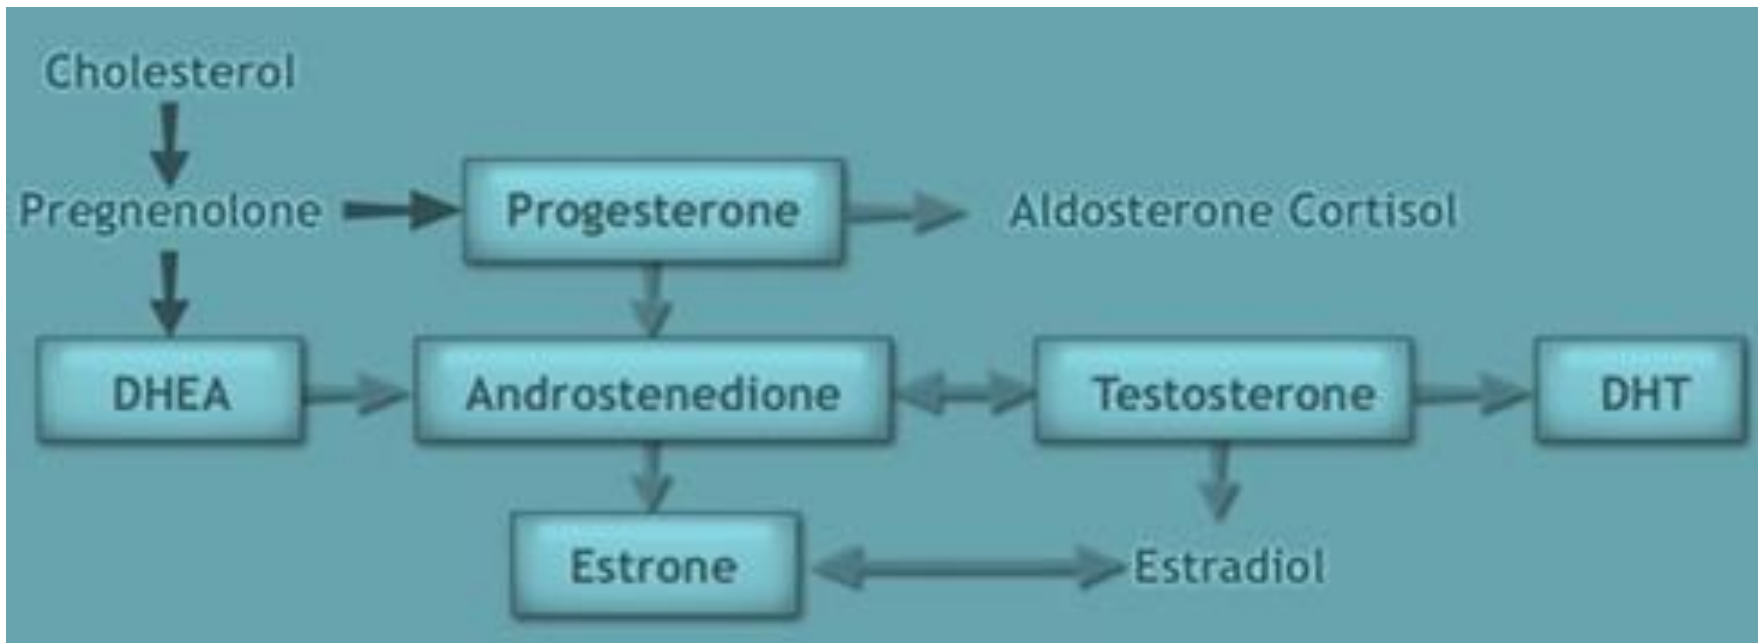 Cholesterol
Pregnenolone
Progesterone
Aldosterone Cortisol
DHEA
Androstenedione
Testosterone
DHT
Estrone
Estradiol